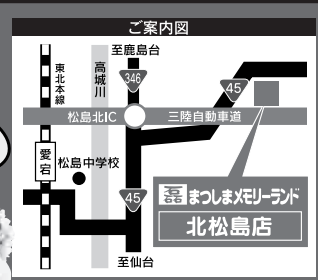 ご案内図
至鹿島台
東北本線
高城川
346
45
松島北IC
三陸自動車道
愛宕
松島中学校
45
磊 まつしまメモリーランド
北松島店
至仙台